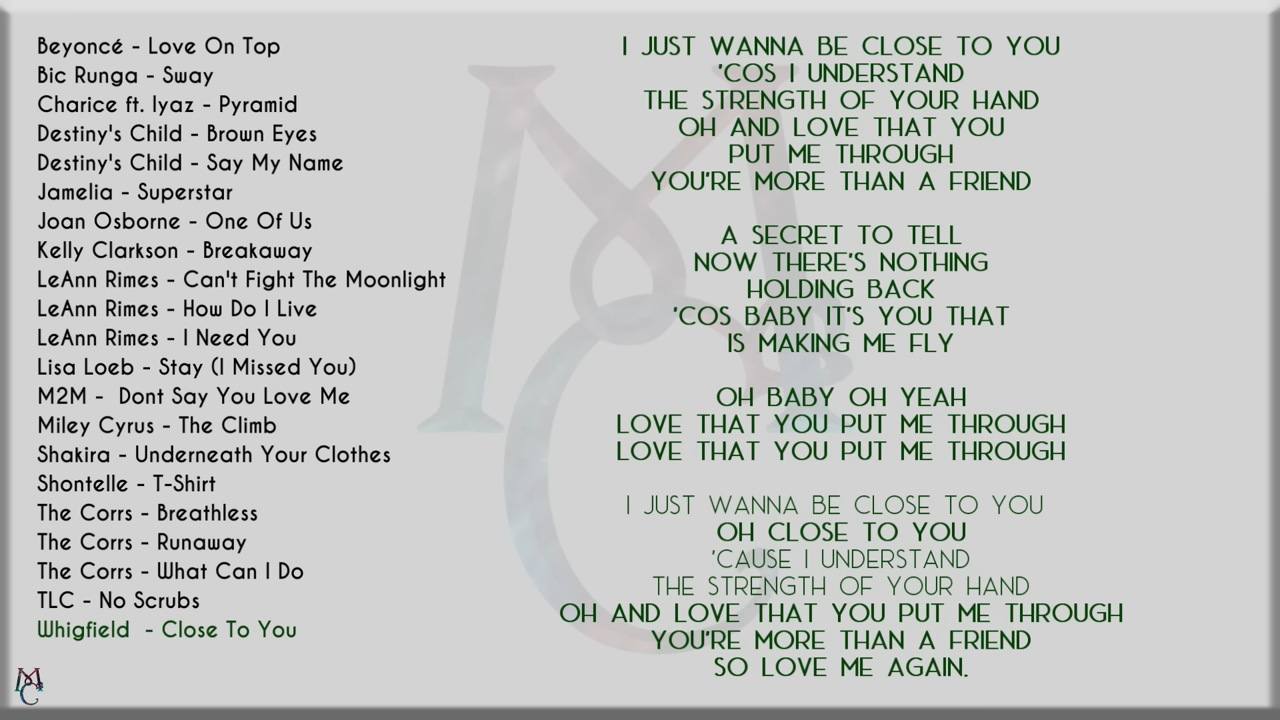 Beyoncé - Love On Top
Bic Runga - Sway
Charice ft. Iyaz - Pyramid
Destiny's Child - Brown Eyes
Destiny's Child - Say My Name
Jamelia - Superstar
Joan Osborne - One Of Us
Kelly Clarkson - Breakaway
LeAnn Rimes - Can't Fight The Moonlight
LeAnn Rimes - How Do I Live
LeAnn Rimes - I Need You
Lisa Loeb - Stay (I Missed You)
M2M -  Dont Say You Love Me
Miley Cyrus - The Climb
Shakira - Underneath Your Clothes
Shontelle - T-Shirt
The Corrs - Breathless
The Corrs - Runaway
The Corrs - What Can I Do
TLC - No Scrubs
Whigfield  - Close To You
I JUST WANNA BE CLOSE TO YOU
'COS I UNDERSTAND
THE STRENGTH OF YOUR HAND
OH AND LOVE THAT YOU
PUT ME THROUGH
YOU'RE MORE THAN A FRIEND
A SECRET TO TELL
NOW THERE'S NOTHING
HOLDING BACK
'COS BABY IT'S YOU THAT
IS MAKING ME FLY
OH BABY OH YEAH
LOVE THAT YOU PUT ME THROUGH
LOVE THAT YOU PUT ME THROUGH
I JUST WANNA BE CLOSE TO YOU
OH CLOSE TO YOU
'CAUSE I UNDERSTAND
THE STRENGTH OF YOUR HAND
OH AND LOVE THAT YOU PUT ME THROUGH
YOU'RE MORE THAN A FRIEND
SO LOVE ME AGAIN.
MC